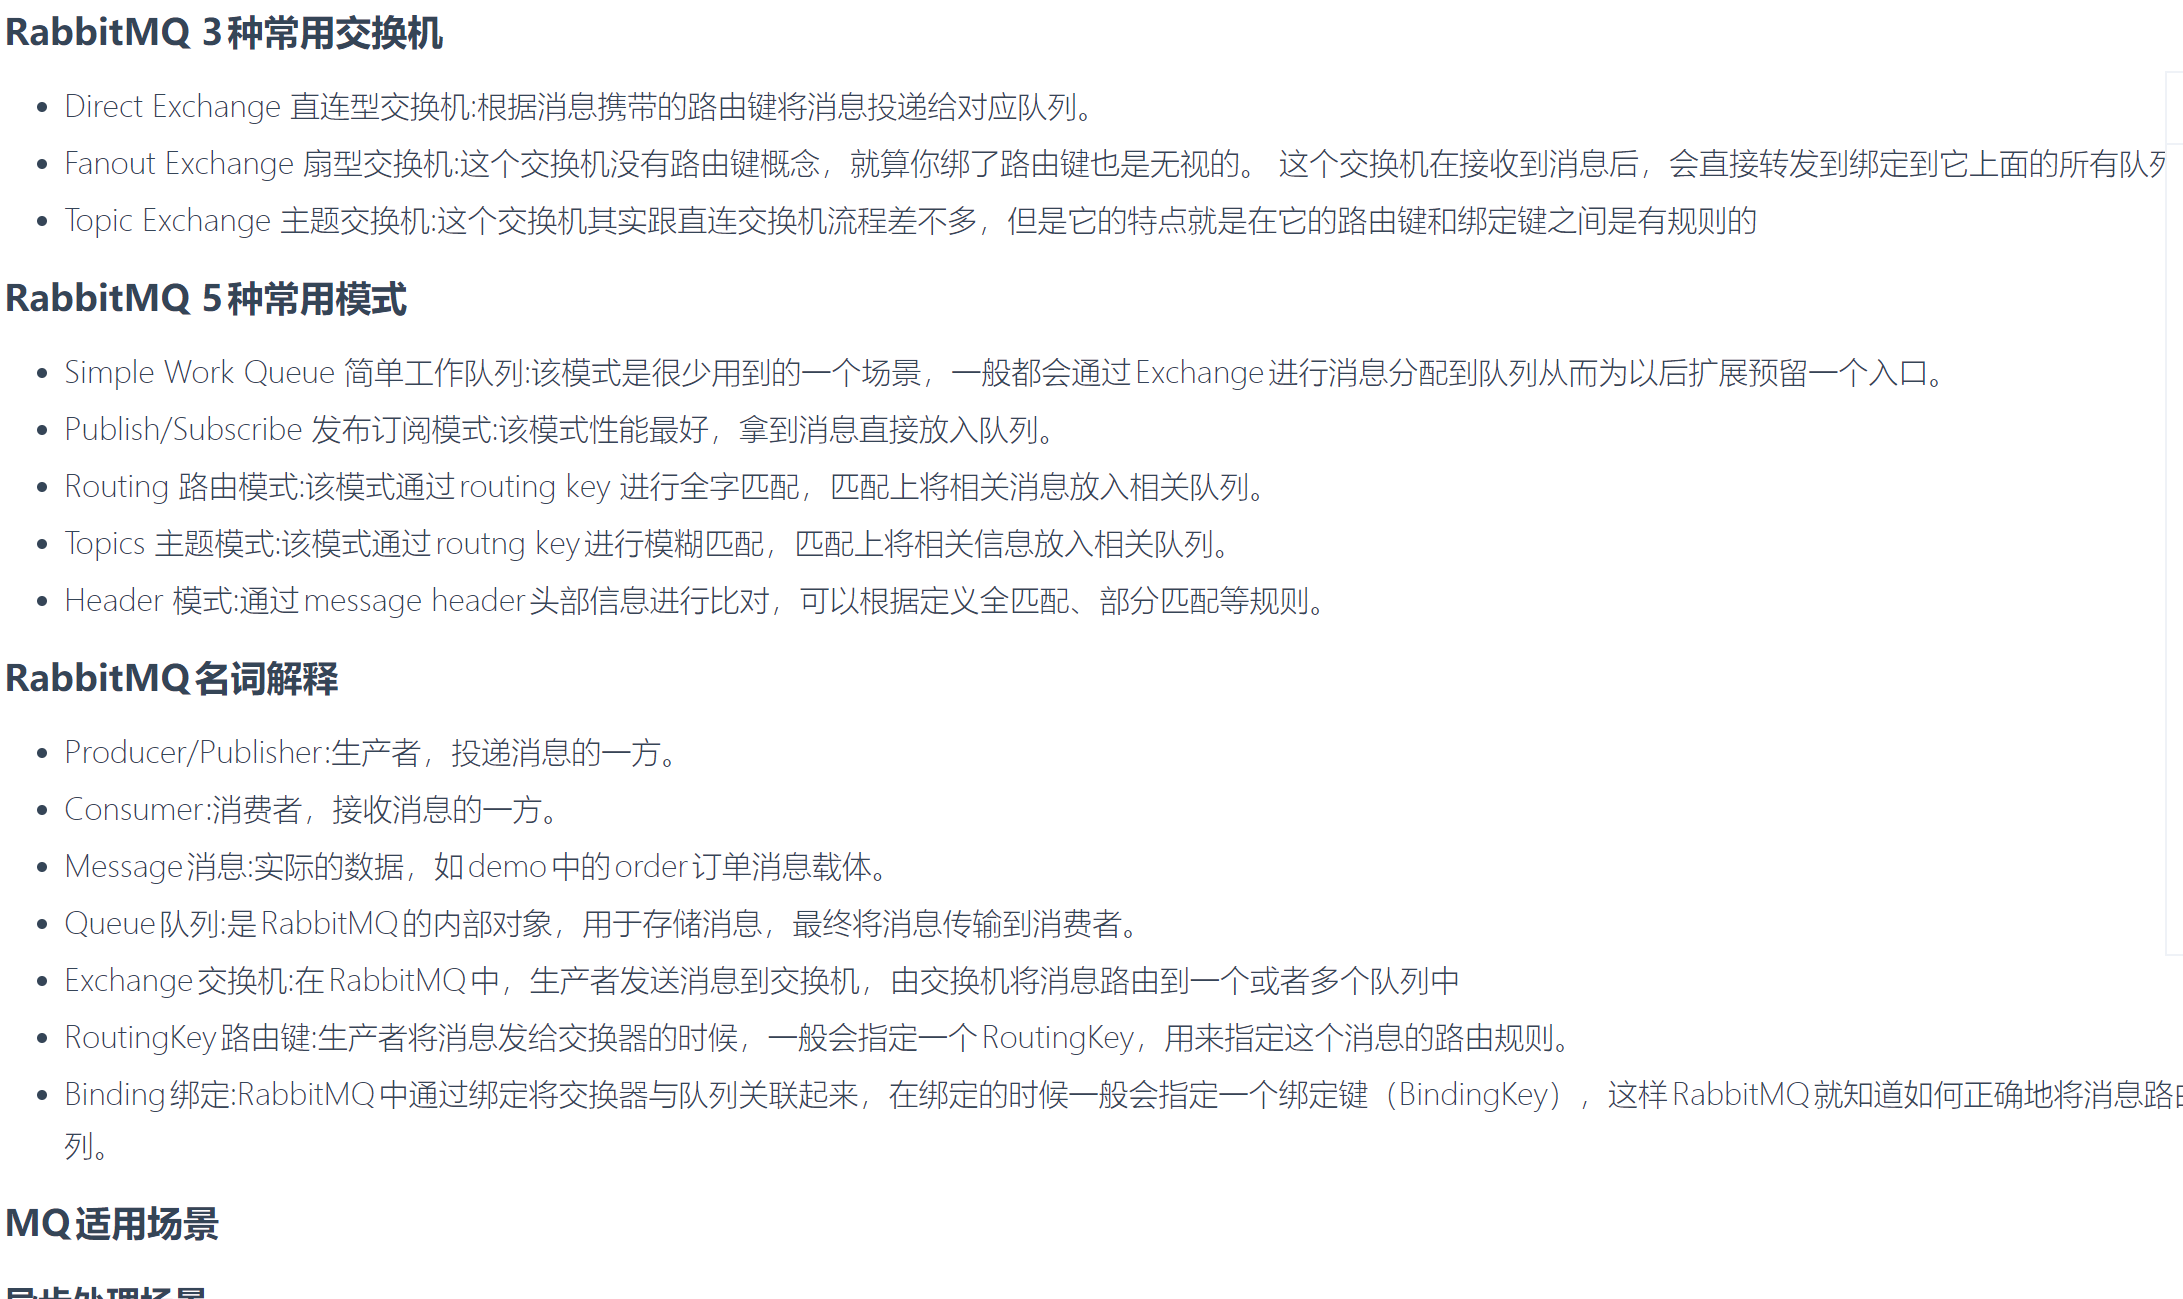 RabbitMQ 3种常用交换机
Direct Exchange 直连型交换机:根据消息携带的路由键将消息投递给对应队列。
Fanout Exchange 扇型交换机:这个交换机没有路由键概念，就算你绑了路由键也是无视的。 这个交换机在接收到消息后，会直接转发到绑定到它上面的所有队列
Topic Exchange 主题交换机:这个交换机其实跟直连交换机流程差不多，但是它的特点就是在它的路由键和绑定键之间是有规则的
RabbitMQ 5种常用模式
Simple Work Queue 简单工作队列:该模式是很少用到的一个场景，一般都会通过Exchange进行消息分配到队列从而为以后扩展预留一个入口。
Publish/Subscribe 发布订阅模式:该模式性能最好，拿到消息直接放入队列。
Routing 路由模式:该模式通过routing key 进行全字匹配，匹配上将相关消息放入相关队列。
Topics 主题模式:该模式通过routng key进行模糊匹配，匹配上将相关信息放入相关队列。
Header 模式:通过message header头部信息进行比对，可以根据定义全匹配、部分匹配等规则。
RabbitMQ名词解释
Producer/Publisher:生产者，投递消息的一方。
Consumer:消费者，接收消息的一方。
Message消息:实际的数据，如demo中的order订单消息载体。
Queue队列:是RabbitMQ的内部对象，用于存储消息，最终将消息传输到消费者。
Exchange交换机:在RabbitMQ中，生产者发送消息到交换机，由交换机将消息路由到一个或者多个队列中
RoutingKey路由键:生产者将消息发给交换器的时候，一般会指定一个RoutingKey，用来指定这个消息的路由规则。
Binding绑定:RabbitMQ中通过绑定将交换器与队列关联起来，在绑定的时候一般会指定一个绑定键（BindingKey），这样RabbitMQ就知道如何正确地将消息路由
列。
MQ适用场景
异步处理场景